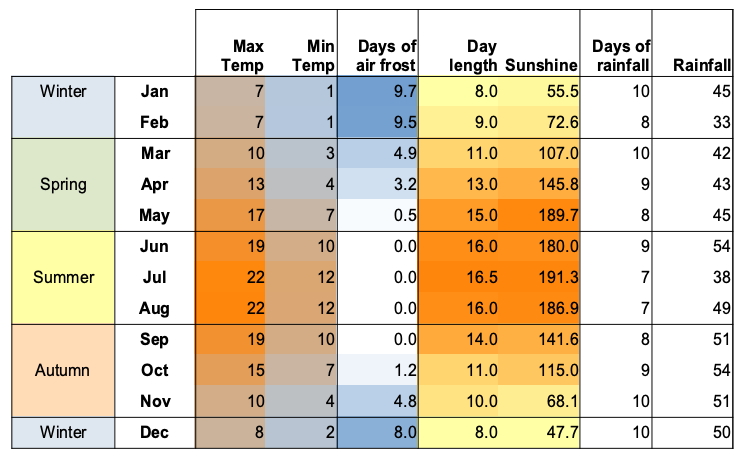 Max Temp Min Temp Days of air frost Day length Sunshine Days of rainfall Rainfall
Winter Jan 7 1 9.7 8.0 55.5 10 45
Feb 7 1 9.5 9.0 72.6 8 33
Mar 10 3 4.9 11.0 107.0 10 42
Spring Apr 13 4 3.2 13.0 145.8 9 43
May 17 7 0.5 15.0 189.7 8 45
Jun 19 10 0.0 16.0 180.0 9 54
Summer Jul 22 12 0.0 16.5 191.3 7 38
Aug 22 12 0.0 16.0 186.9 7 49
Sep 19 10 0.0 14.0 141.6 8 51
Autumn Oct 15 7 1.2 11.0 115.0 9 54
Nov 10 4 4.8 10.0 68.1 10 51
Winter Dec 8 2 8.0 8.0 47.7 10 50